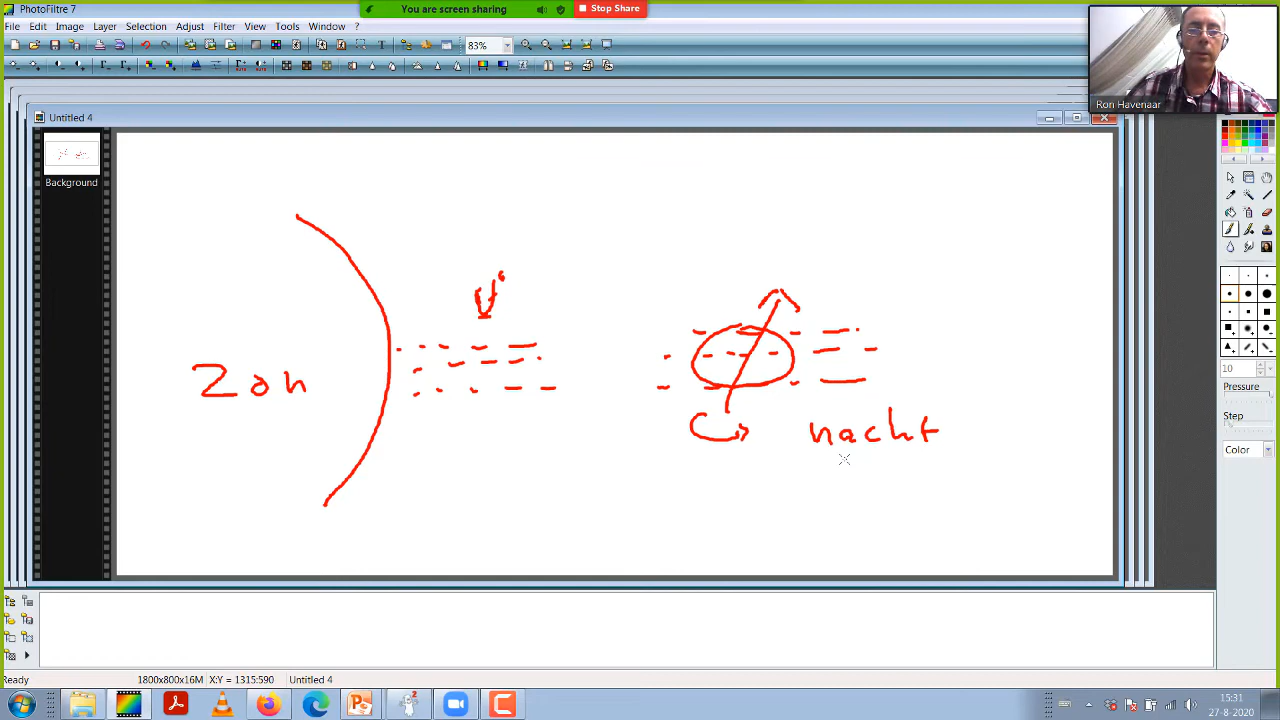 PhotoFiltre 7
You are screen sharing
Stop Share
File Edit Image Layer Selection Adjust Filter View Tools Window ?
83%
Ron Havenaar
Untitled 4
Background
Zon
nacht
10
Pressure
Step
Color
Ready
1800x800x16M
X:Y = 1315:590
Untitled 4
15:31
27-8-2020